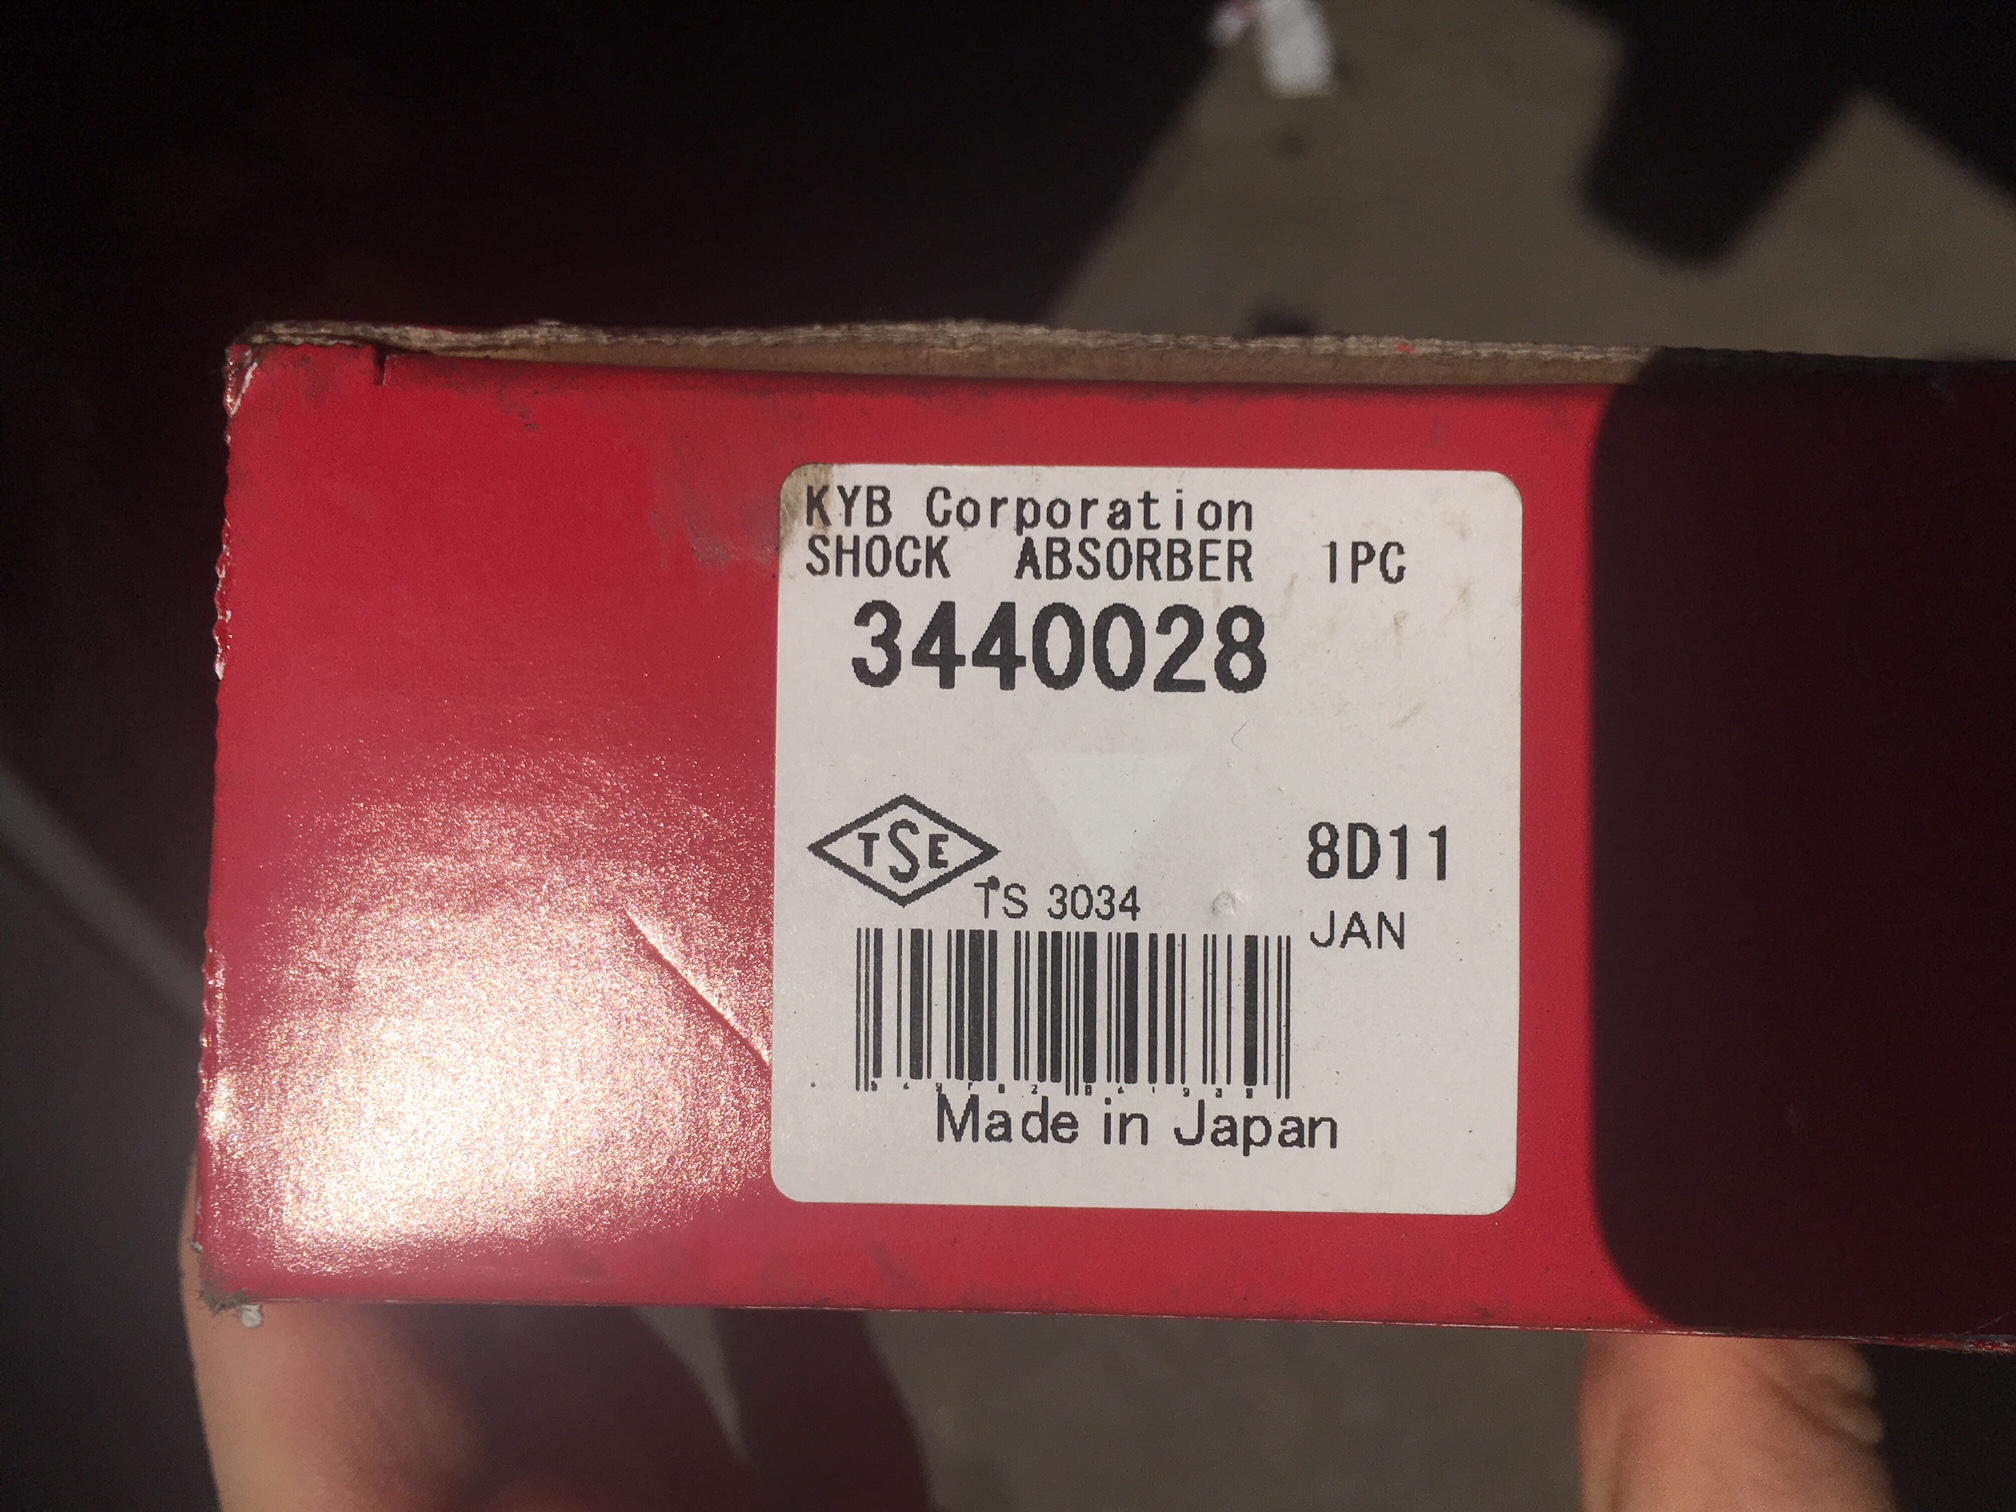 KYB Corporation
SHOCK ABSORBER 1PC
3440028
TSE
TS 3034
8D11
JAN
Made in Japan